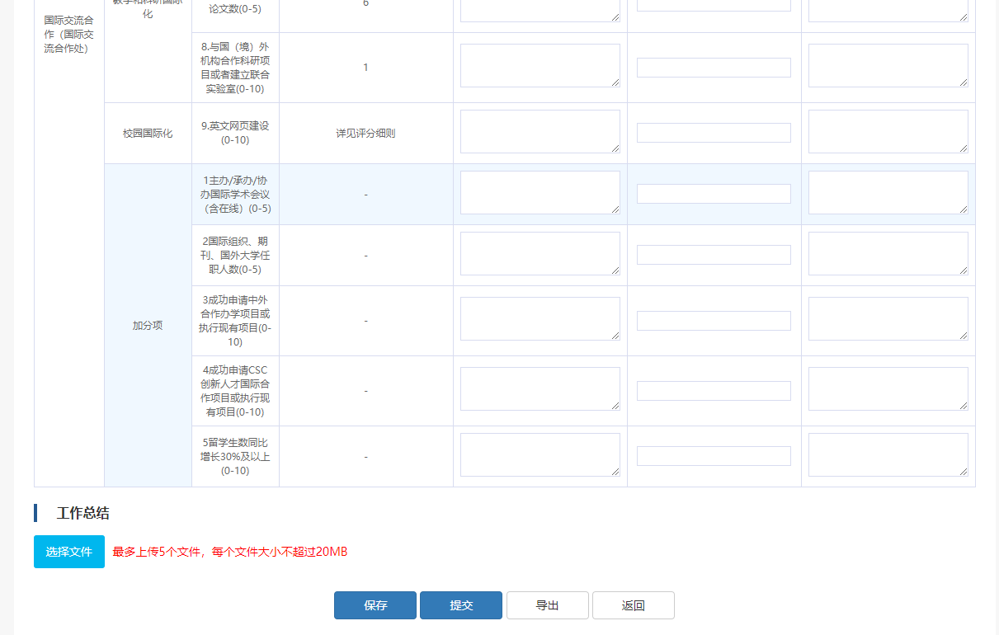 国际交流合
作（国际交
流合作处）
教学和科研国际
化
论文数(0-5)
6
8.与国（境）外
机构合作科研项
目或者建立联合
实验室(0-10)
1
校园国际化
9.英文网页建设
(0-10)
详见评分细则
加分项
1主办/承办/协
办国际学术会议
（含在线）(0-5)
-
2国际组织、期
刊、国外大学任
职人数(0-5)
-
3成功申请中外
合作办学项目或
执行现有项目(0-
10)
-
4成功申请CSC
创新人才国际合
作项目或执行现
有项目(0-10)
-
5留学生数同比
增长30%及以上
(0-10)
-
工作总结
选择文件
最多上传5个文件，每个文件大小不超过20MB
保存
提交
导出
返回